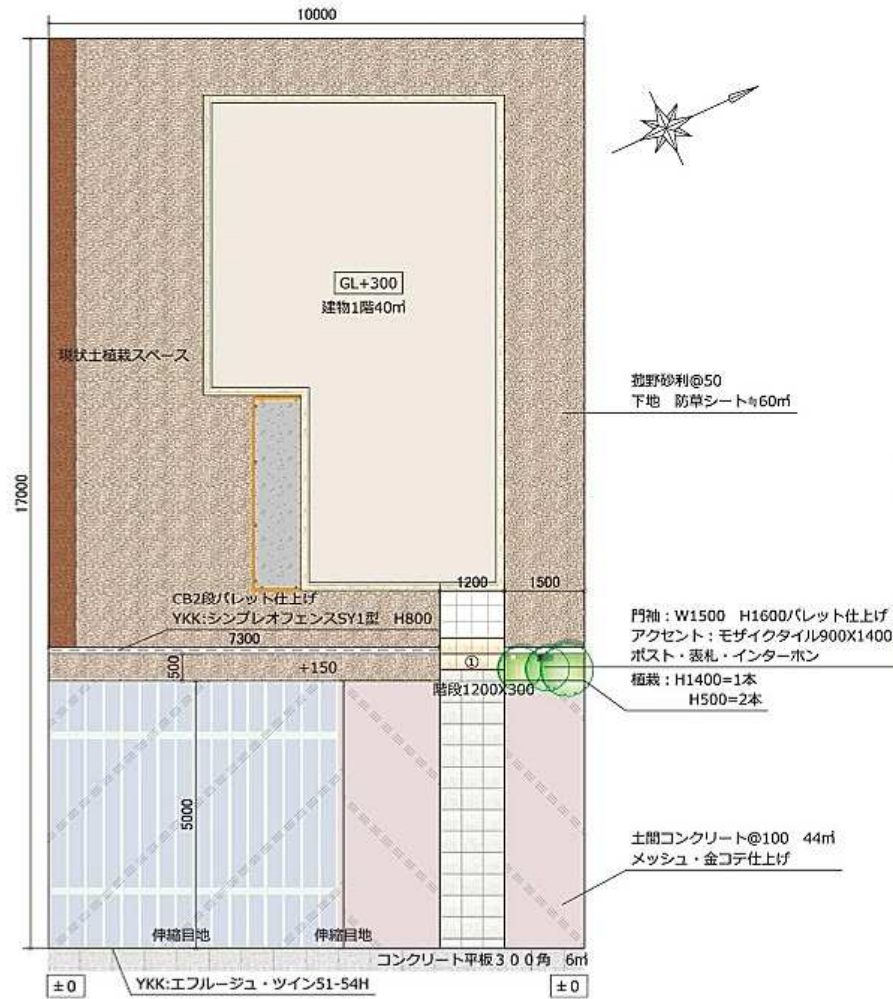 10000
17000
GL+300
建物1階40㎡
現状土植栽スペース
菰野砂利@50
下地 防草シート≒60㎡
1200
1500
CB2段パレット仕上げ
YKK:シンプレオフェンスSY1型 H800
7300
門袖：W1500 H1600パレット仕上げ
アクセント：モザイクタイル900X1400
ポスト・表札・インターホン
500
+150
①
階段1200X300
植栽：H1400=1本
H500=2本
5000
土間コンクリート@100 44㎡
メッシュ・金コテ仕上げ
伸縮目地
伸縮目地
コンクリート平板300角 6㎡
±0
YKK:エフルージュ・ツイン51-54H
±0